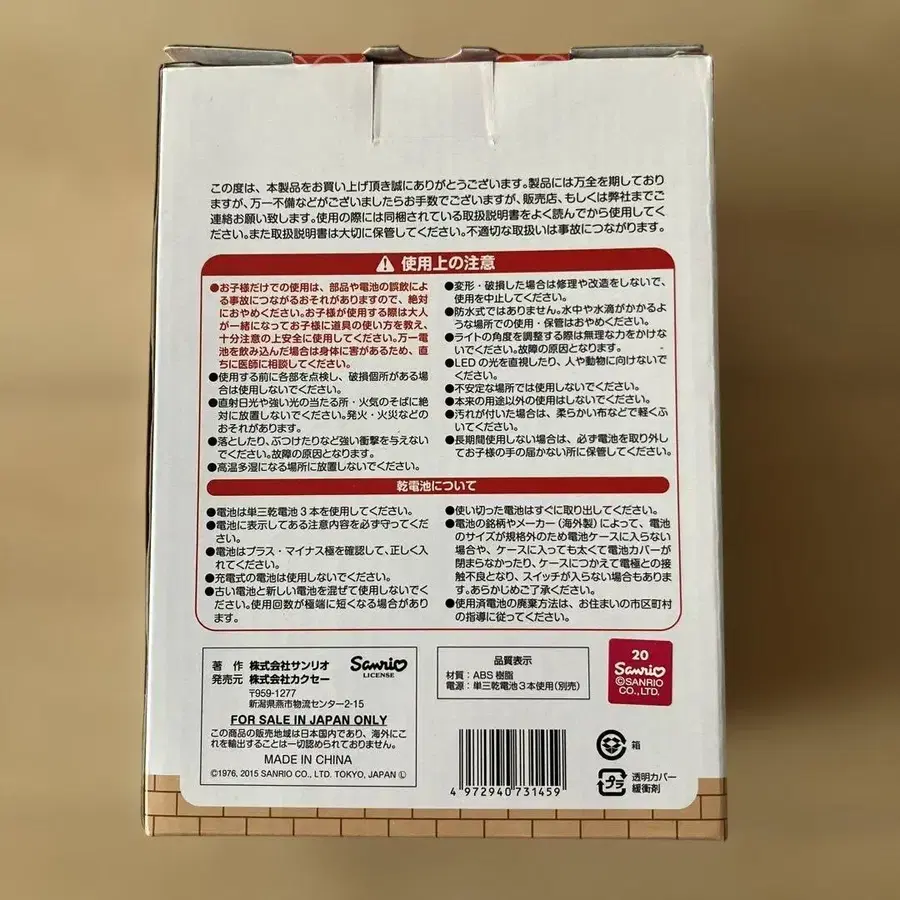 この度は、本製品をお買い上げ頂き誠にありがとうございます。製品には万全を期しており
ますが、万一不備などがございましたらお手数でございますが、販売店、もしくは弊社までご
連絡お願い致します。使用の際には同梱されている取扱説明書をよく読んでから使用してく
ださい。また取扱説明書は大切に保管してください。不適切な取扱いは事故につながります。
使用上の注意
●お子様だけでの使用は、部品や電池の誤飲によ
る事故につながるおそれがありますので、絶対
におやめください。お子様が使用する際は大人
が一緒になってお子様に道具の使い方を教え、
十分注意の上安全に使用してください。万一電
池を飲み込んだ場合は身体に害があるため、直
ちに医師に相談してください。
●使用する前に各部を点検し、破損個所がある場
合は使用しないでください。
●直射日光や強い光の当たる所・火気のそばに絶
対に放置しないでください。発火・火災などの
おそれがあります。
●落としたり、ぶつけたりなど強い衝撃を与えない
でください。故障の原因となります。
●高温多湿になる場所に放置しないでください。
●変形・破損した場合は修理や改造をしないで、
使用を中止してください。
●防水式ではありません。水中や水滴がかかるよ
うな場所での使用・保管はおやめください。
●ライトの角度を調整する際は無理な力をかけな
いでください。故障の原因となります。
●LEDの光を直視したり、人や動物に向けないで
ください。
●不安定な場所では使用しないでください。
●本来の用途以外の使用はしないでください。
●汚れが付いた場合は、柔らかい布などで軽くふ
いてください。
●長期間使用しない場合は、必ず電池を取り外し
てお子様の手の届かない所に保管してください。
乾電池について
●電池は単三乾電池3本を使用してください。
●電池に表示してある注意内容を必ず守ってくだ
さい。
●電池はプラス・マイナス極を確認して、正しく入
れてください。
●充電式の電池は使用しないでください。
●古い電池と新しい電池を混ぜて使用しないでく
ださい。使用回数が極端に短くなる場合があり
ます。
●使い切った電池はすぐに取り出してください。
●電池の銘柄やメーカー(海外製)によって、電池
のサイズが規格外のため電池ケースに入らない
場合や、ケースに入っても太くて電池カバーが
閉まらなかったり、ケースにつかえて電極との接
触不良となり、スイッチが入らない場合もありま
す。あらかじめご了承ください。
●使用済電池の廃棄方法は、お住まいの市区町村
の指導に従ってください。
著 作 株式会社サンリオ
発売元 株式会社カクセー
〒959-1277
新潟県燕市物流センター2-15
Sanrio
LICENSE
FOR SALE IN JAPAN ONLY
この商品の販売地域は日本国内であり、海外にこ
れを輸出することは一切認められておりません。
MADE IN CHINA
©1976, 2015 SANRIO CO., LTD. TOKYO, JAPAN Ⓛ
品質表示
材質：ABS 樹脂
電源：単三乾電池3本使用(別売)
20
Sanrio
©SANRIO
CO.,LTD.
4 972940 731459
箱
プラ
透明カバー
緩衝剤